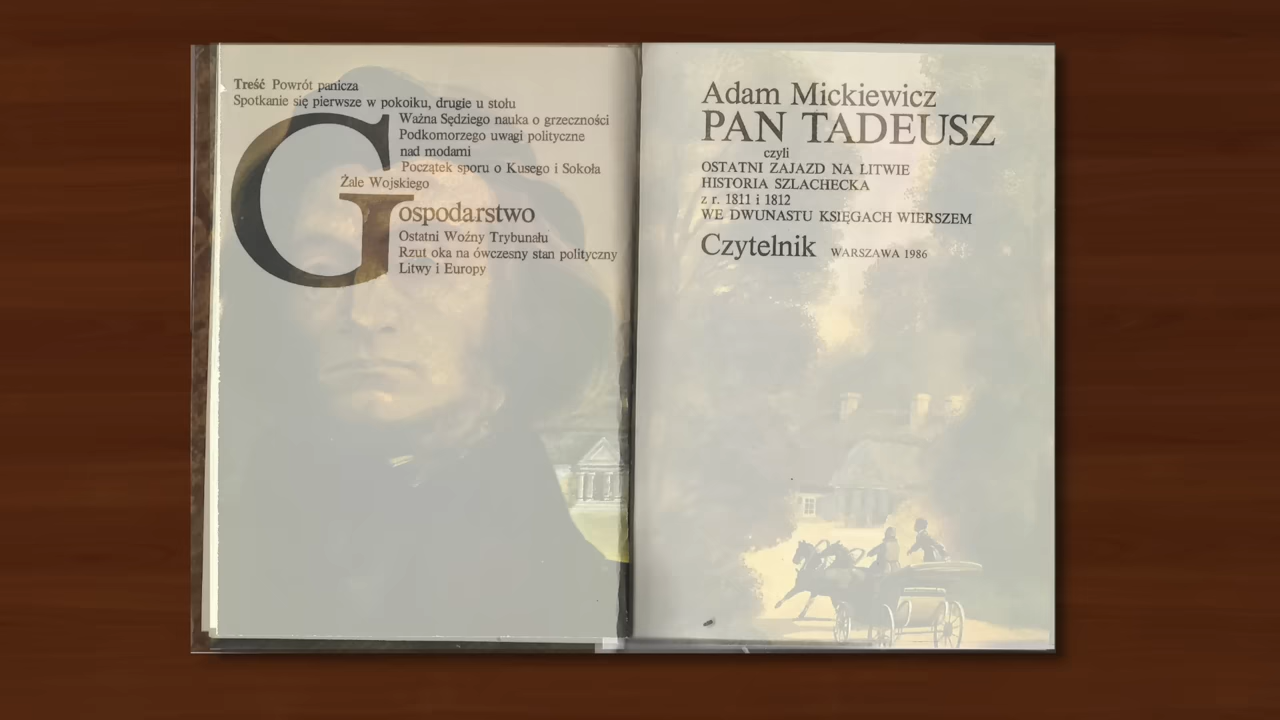 Treść Powrót panicza
Spotkanie się pierwsze w pokoiku, drugie u stołu
Ważna Sędziego nauka o grzeczności
Podkomorzego uwagi polityczne
nad modami
Początek sporu o Kusego i Sokoła
Żale Wojskiego
Gospodarstwo
Ostatni Woźny Trybunału
Rzut oka na ówczesny stan polityczny
Litwy i Europy
Adam Mickiewicz
PAN TADEUSZ
czyli
OSTATNI ZAJAZD NA LITWIE
HISTORIA SZLACHECKA
z r. 1811 i 1812
WE DWUNASTU KSIĘGACH WIERSZEM
Czytelnik WARSZAWA 1986